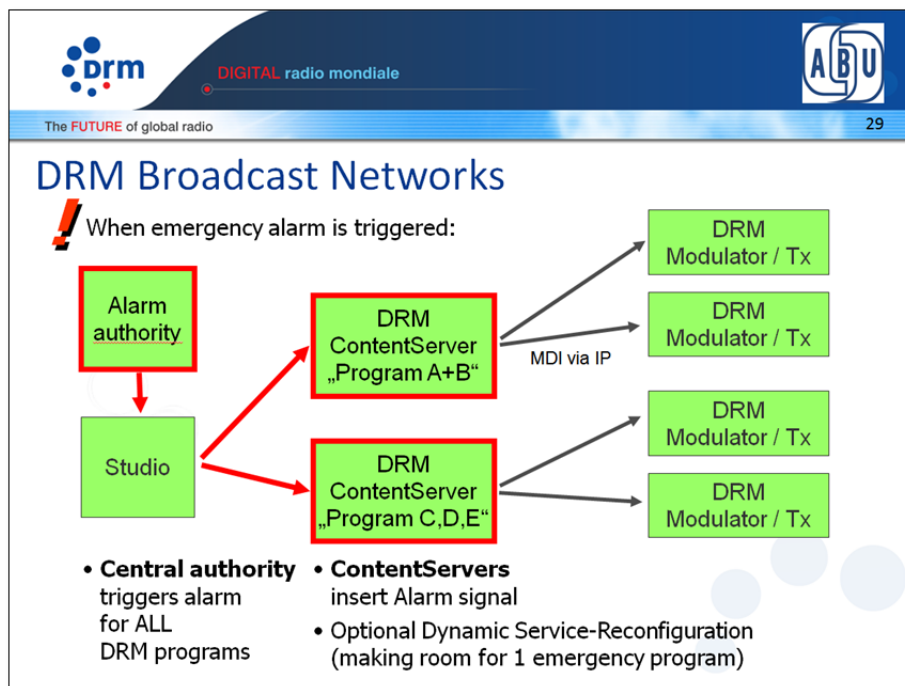 Drm
DIGITAL radio mondiale
ABU
The FUTURE of global radio
29
DRM Broadcast Networks
! When emergency alarm is triggered:
Alarm
authority
Studio
DRM
ContentServer
„Program A+B“
DRM
ContentServer
„Program C,D,E“
MDI via IP
DRM
Modulator / Tx
DRM
Modulator / Tx
DRM
Modulator / Tx
DRM
Modulator / Tx
• Central authority
triggers alarm
for ALL
DRM programs
• ContentServers
insert Alarm signal
• Optional Dynamic Service-Reconfiguration
(making room for 1 emergency program)